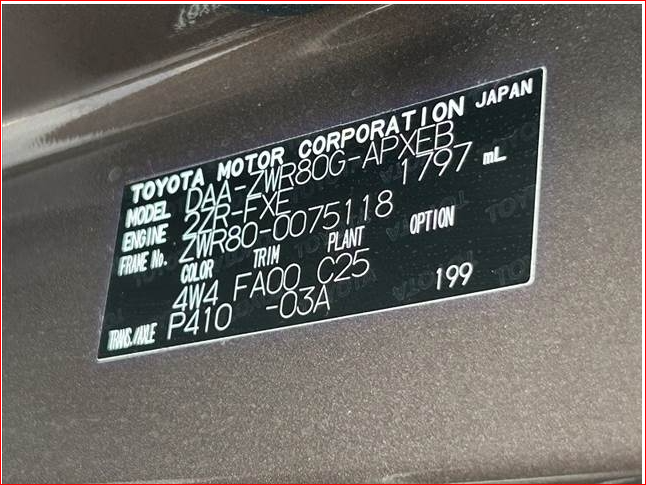 TOYOTA MOTOR CORPORATION JAPAN
MODEL DAA-ZWR80G-APXEB
ENGINE 2ZR-FXE 1797 mL
FRAME No. ZWR80-0075118
COLOR TRIM PLANT OPTION
4W4 FA00 C25
TRANS./AXLE P410 -03A 199